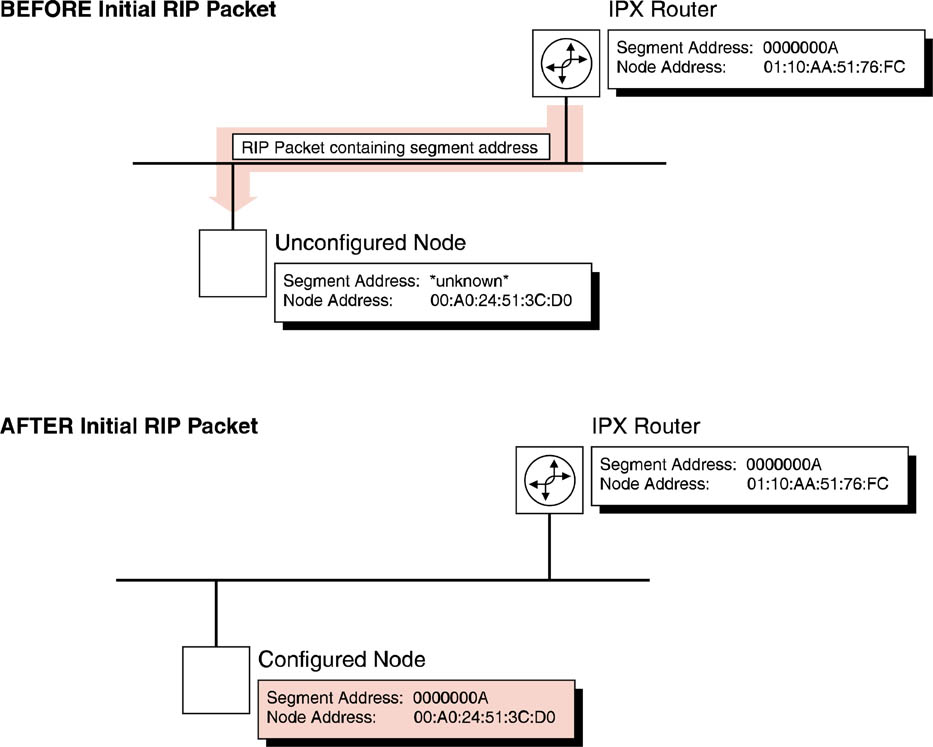 BEFORE Initial RIP Packet
IPX Router
Segment Address: 0000000A
Node Address: 01:10:AA:51:76:FC
RIP Packet containing segment address
Unconfigured Node
Segment Address: *unknown*
Node Address: 00:A0:24:51:3C:D0
AFTER Initial RIP Packet
IPX Router
Segment Address: 0000000A
Node Address: 01:10:AA:51:76:FC
Configured Node
Segment Address: 0000000A
Node Address: 00:A0:24:51:3C:D0